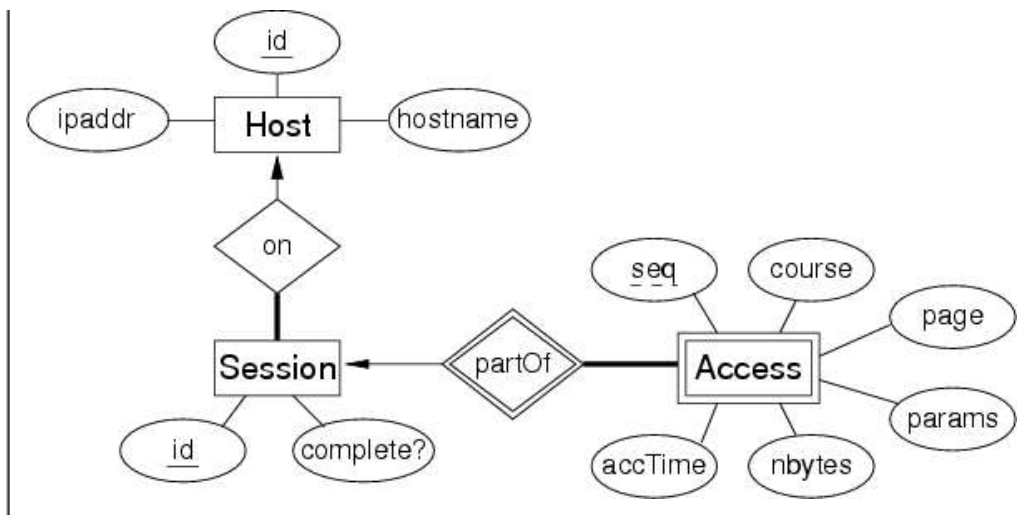 id
ipaddr
Host
hostname
on
seq
course
page
Session
partOf
Access
params
id
complete?
accTime
nbytes